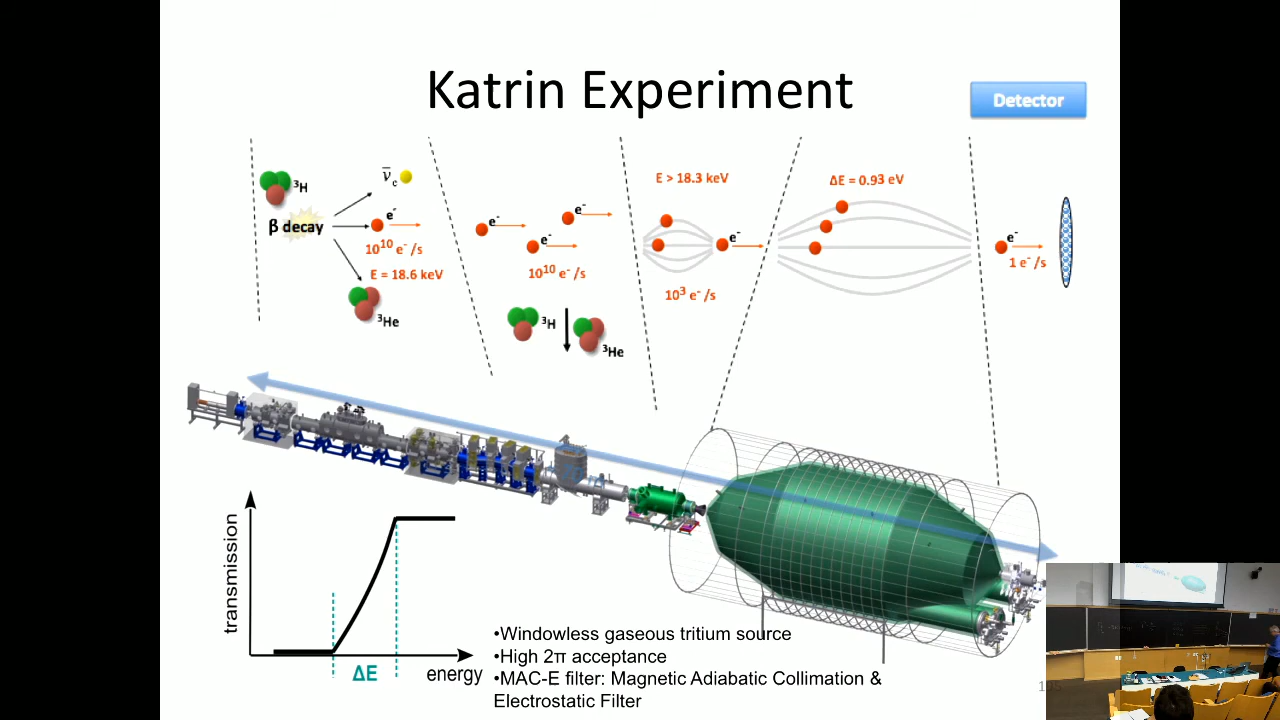 Katrin Experiment
Detector
³H
ν̅c
β decay
e⁻
10¹⁰ e⁻/s
E = 18.6 keV
³He
e⁻
e⁻
e⁻
10¹⁰ e⁻/s
³H
³He
E > 18.3 keV
e⁻
10³ e⁻/s
ΔE = 0.93 eV
e⁻
1 e⁻/s
transmission
ΔE
energy
•Windowless gaseous tritium source
•High 2π acceptance
•MAC-E filter: Magnetic Adiabatic Collimation &
Electrostatic Filter